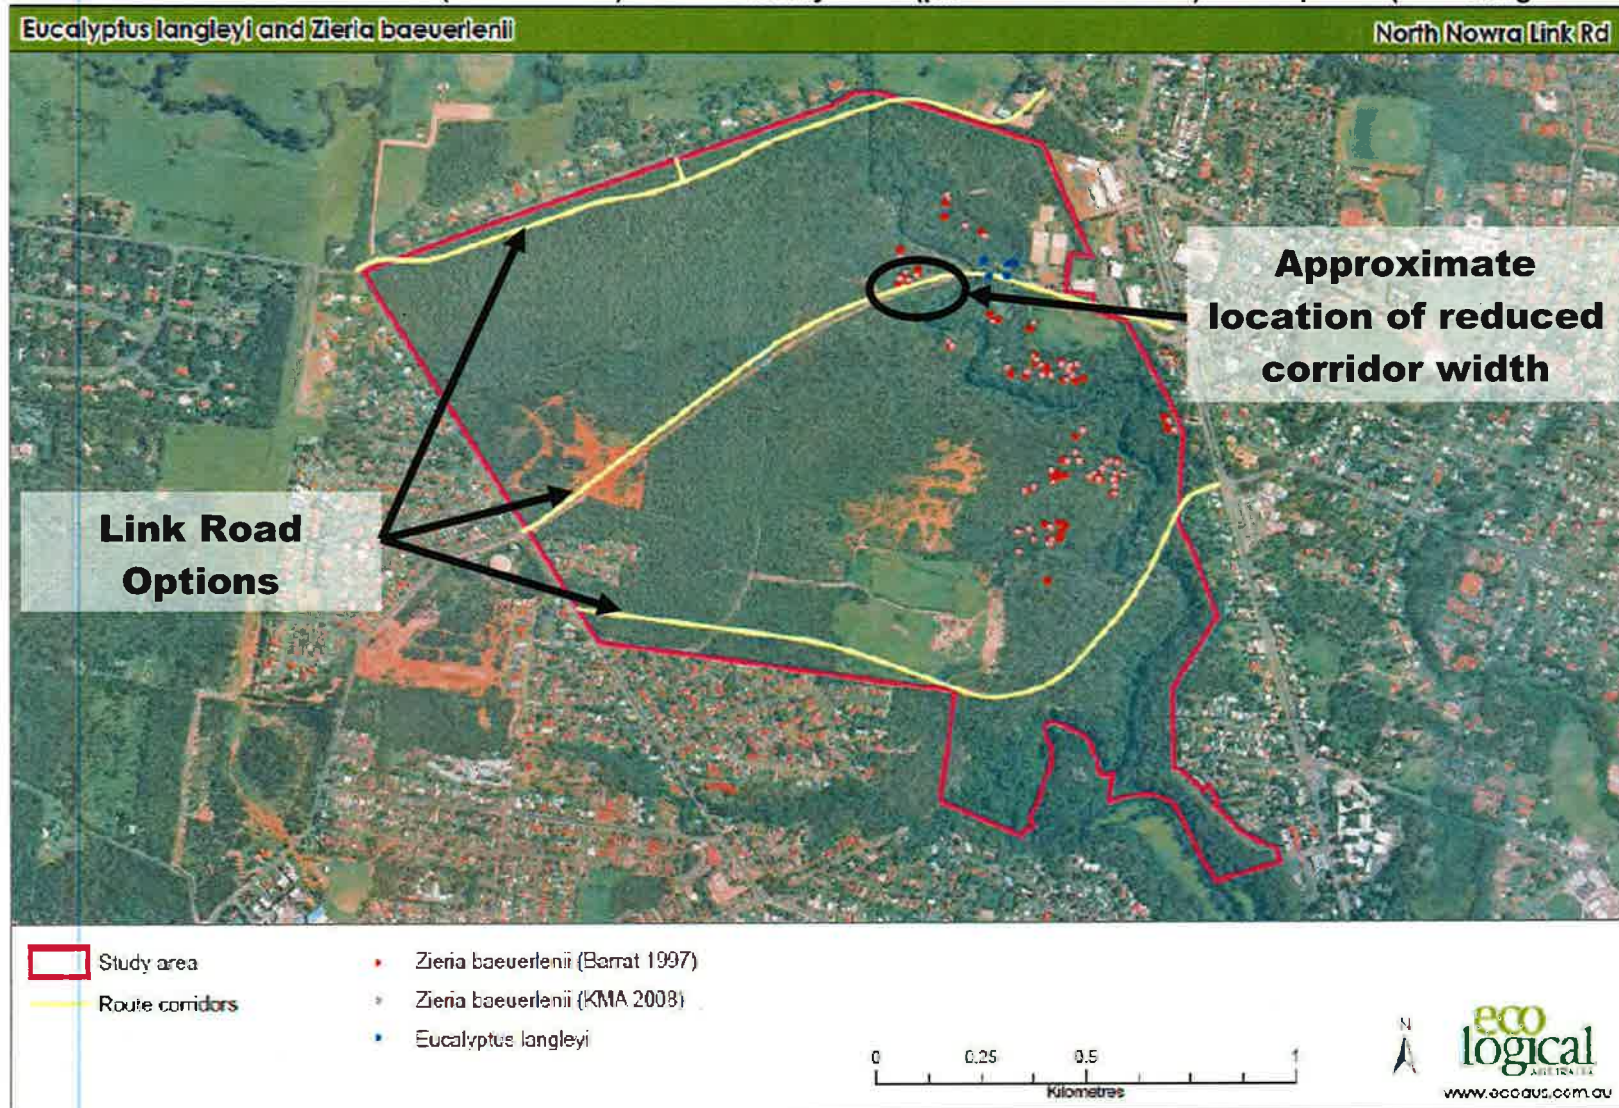 Eucalyptus langleyi and Zieria baeuerlenii
North Nowra Link Rd
Approximate
location of reduced
corridor width
Link Road
Options
Study area
Route corridors
Zieria baeuerlenii (Barrat 1997)
Zieria baeuerlenii (KMA 2008)
Eucalyptus langleyi
0 0.25 0.5 1
Kilometres
N
eco
logical
AUSTRALIA
www.ecoaus.com.au